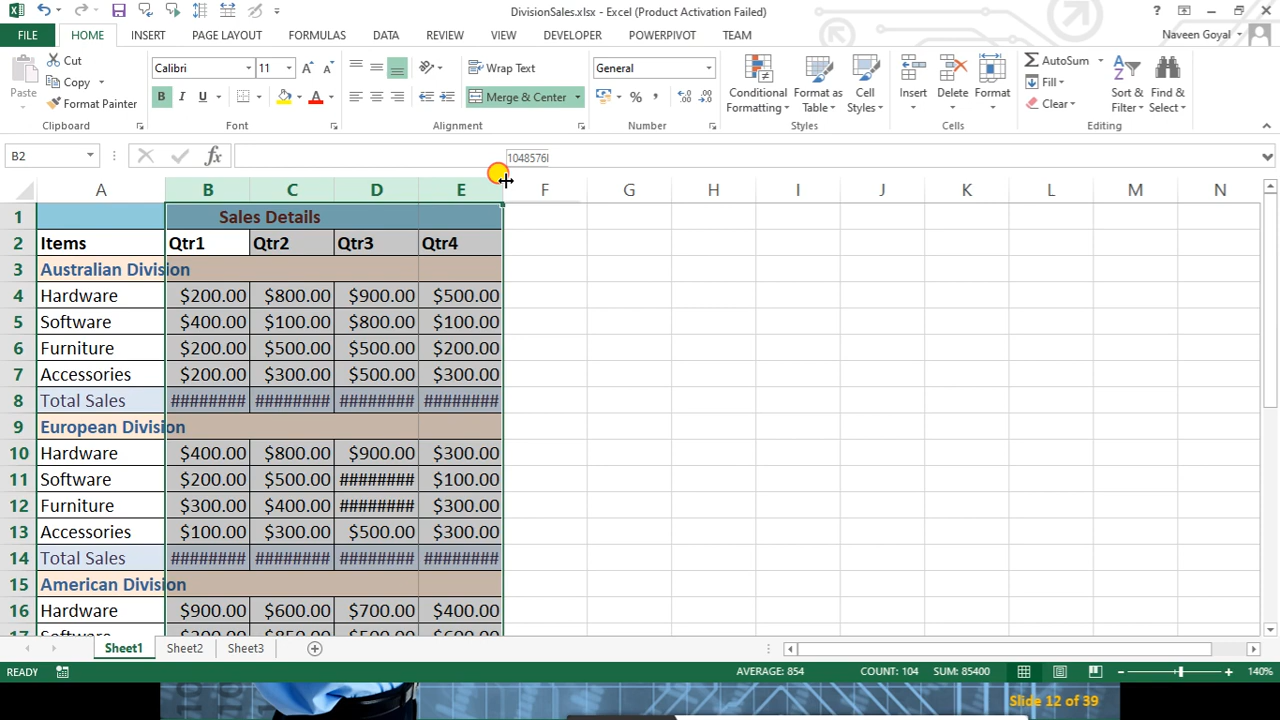 DivisionSales.xlsx - Excel (Product Activation Failed)
?
FILE HOME INSERT PAGE LAYOUT FORMULAS DATA REVIEW VIEW DEVELOPER POWERPIVOT TEAM Naveen Goyal
Cut
Copy
Format Painter
Paste
Clipboard
Calibri 11
B I U
Font
Wrap Text
Merge & Center
Alignment
General
%
Number
Conditional Formatting
Format as Table
Cell Styles
Styles
Insert Delete Format
Cells
AutoSum
Fill
Clear
Sort & Filter
Find & Select
Editing
B2 fx
1048576
A B C D E F G H I J K L M N
1 Sales Details
2 Items Qtr1 Qtr2 Qtr3 Qtr4
3 Australian Division
4 Hardware $200.00 $800.00 $900.00 $500.00
5 Software $400.00 $100.00 $800.00 $100.00
6 Furniture $200.00 $500.00 $500.00 $200.00
7 Accessories $200.00 $300.00 $500.00 $300.00
8 Total Sales ######## ######## ######## ########
9 European Division
10 Hardware $400.00 $800.00 $900.00 $300.00
11 Software $200.00 $500.00 ######## $100.00
12 Furniture $300.00 $400.00 ######## $300.00
13 Accessories $100.00 $300.00 $500.00 $300.00
14 Total Sales ######## ######## ######## ########
15 American Division
16 Hardware $900.00 $600.00 $700.00 $400.00
17 Software
Sheet1 Sheet2 Sheet3
READY AVERAGE: 854 COUNT: 104 SUM: 85400 140%
Slide 12 of 39